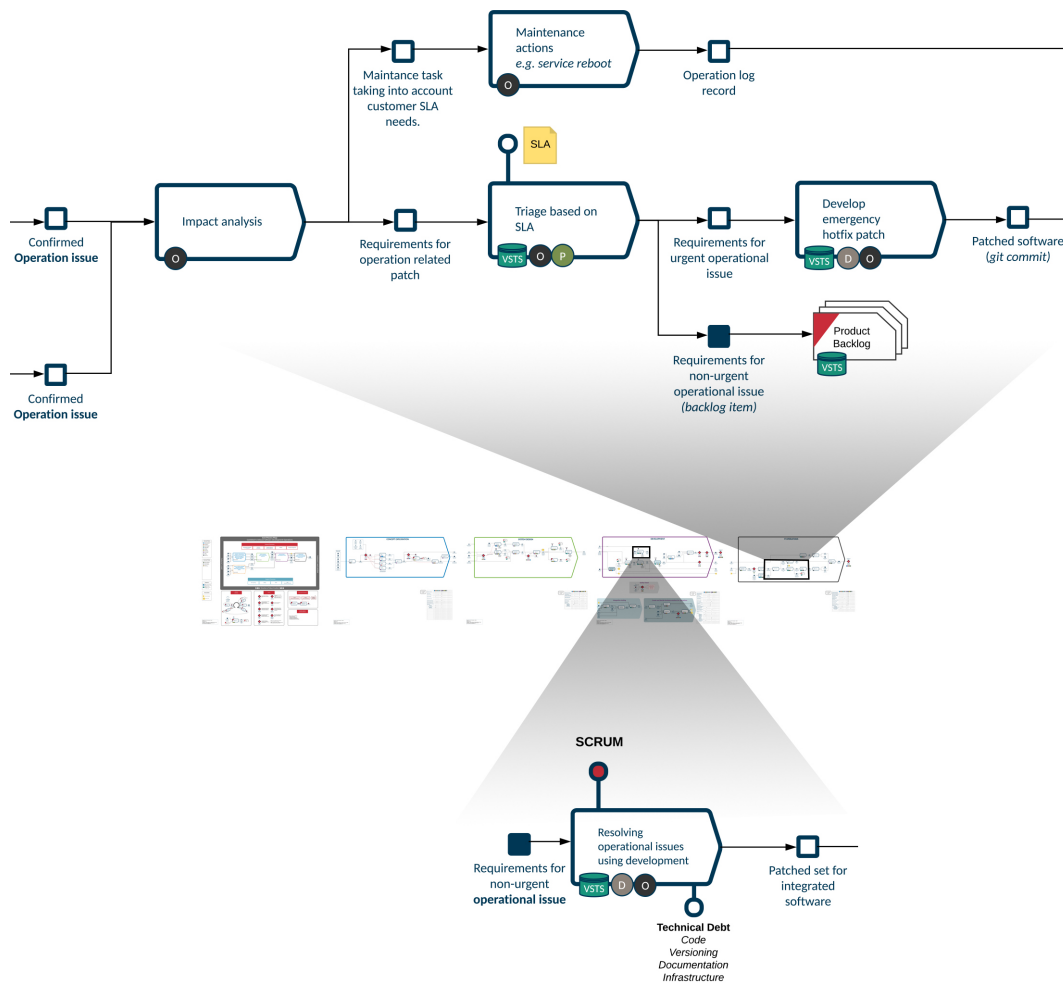 Maintenance
actions
e.g. service reboot
O
Maintance task
taking into account
customer SLA
needs.
Operation log
record
SLA
Impact analysis
O
Confirmed
Operation issue
Requirements for
operation related
patch
Triage based on
SLA
VSTS
O
P
Requirements for
urgent operational
issue
Develop
emergency
hotfix patch
VSTS
D
O
Patched software
(git commit)
Product
Backlog
VSTS
Requirements for
non-urgent
operational issue
(backlog item)
Confirmed
Operation issue
SCRUM
Resolving
operational issues
using development
VSTS
D
O
Requirements for
non-urgent
operational issue
Patched set for
integrated
software
Technical Debt
Code
Versioning
Documentation
Infrastructure